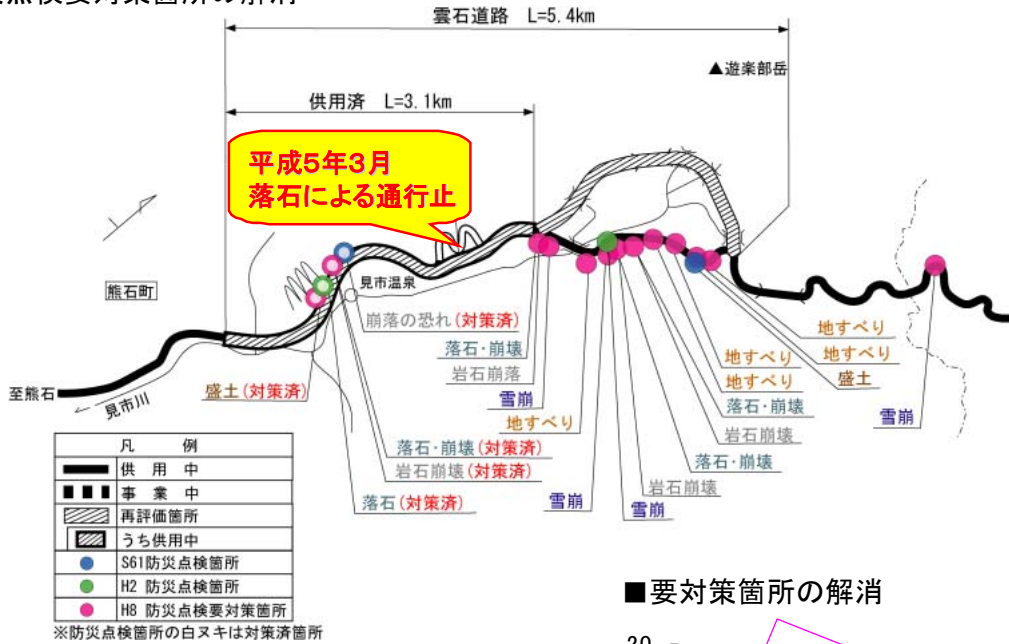 雲石道路 L=5.4km
▲遊楽部岳
供用済 L=3.1km
平成5年3月
落石による通行止
熊石町
見市温泉
崩落の恐れ(対策済)
落石・崩壊
岩石崩落
雪崩
地すべり
地すべり
地すべり
盛土
地すべり
地すべり
落石・崩壊
岩石崩壊
落石・崩壊
岩石崩壊
雪崩
雪崩
雪崩
至熊石
見市川
盛土(対策済)
落石・崩壊(対策済)
岩石崩壊(対策済)
落石(対策済)
凡 例
供 用 中
事 業 中
再評価箇所
うち供用中
S61防災点検箇所
H2 防災点検箇所
H8 防災点検要対策箇所
※防災点検箇所の白ヌキは対策済箇所
■要対策箇所の解消